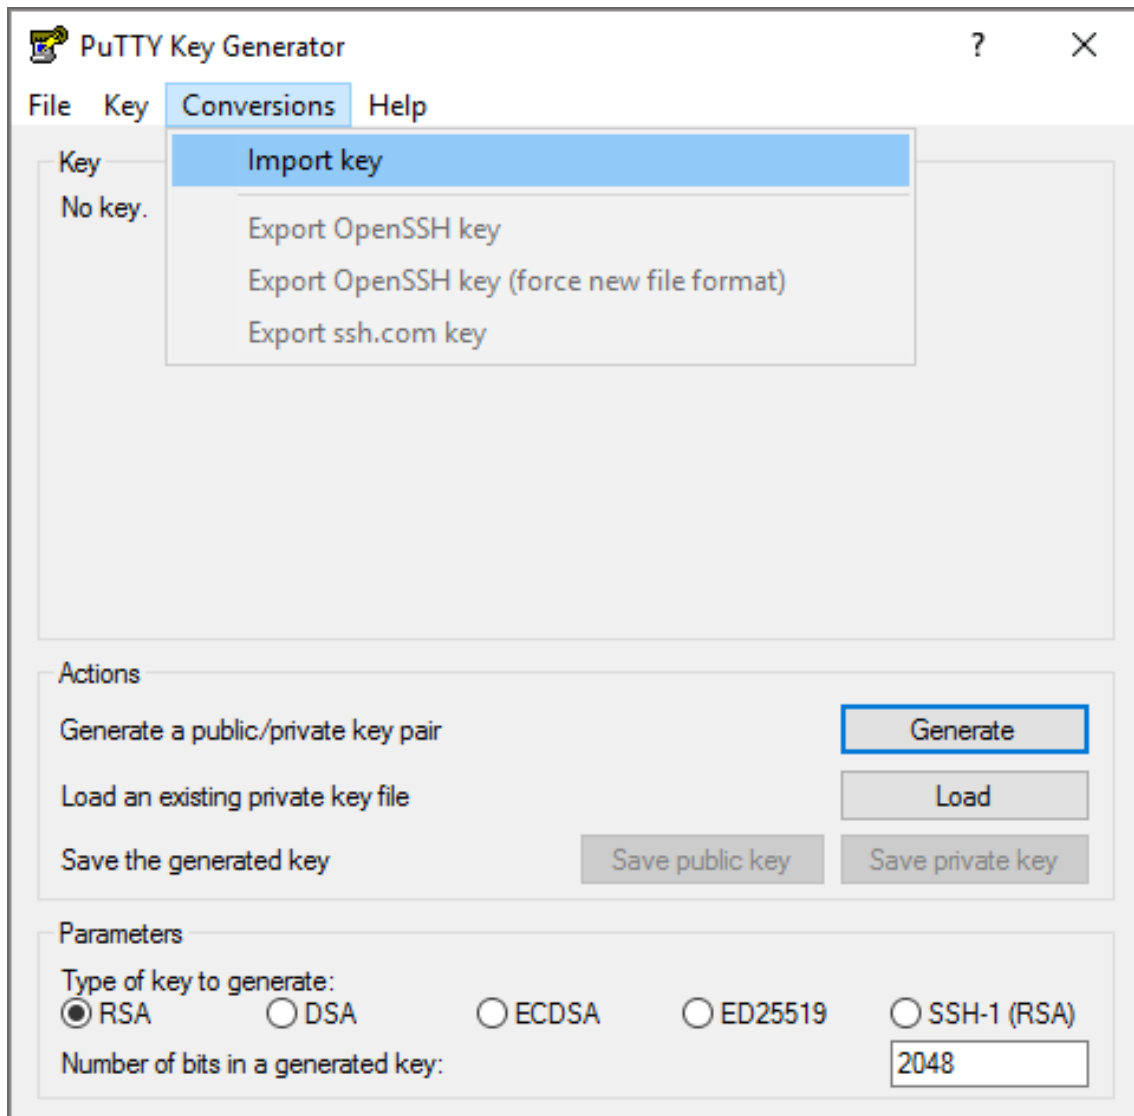 PuTTY Key Generator
?
File Key Conversions Help
Import key
Export OpenSSH key
Export OpenSSH key (force new file format)
Export ssh.com key
Key
No key.
Actions
Generate a public/private key pair Generate
Load an existing private key file Load
Save the generated key Save public key Save private key
Parameters
Type of key to generate:
RSA DSA ECDSA ED25519 SSH-1 (RSA)
Number of bits in a generated key: 2048